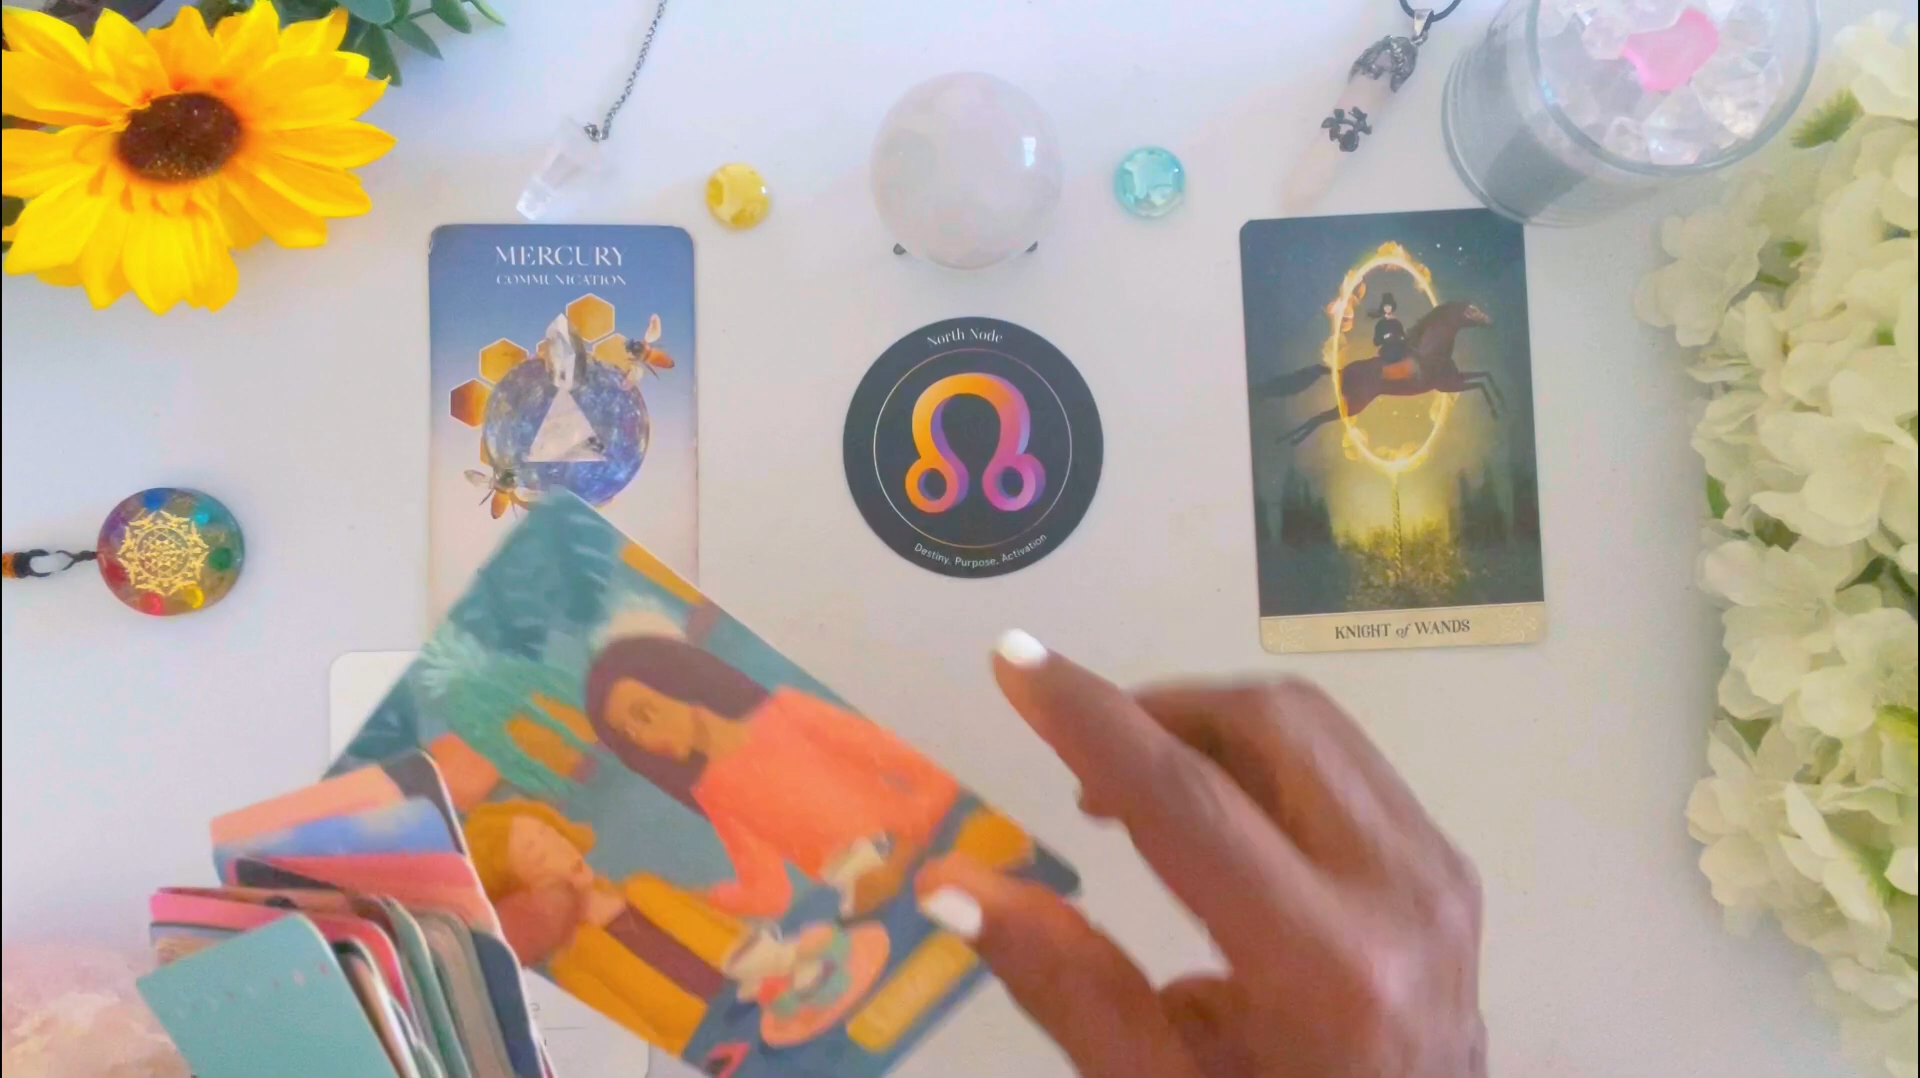 MERCURY
COMMUNICATION
North Node
Destiny, Purpose, Activation
KNIGHT of WANDS